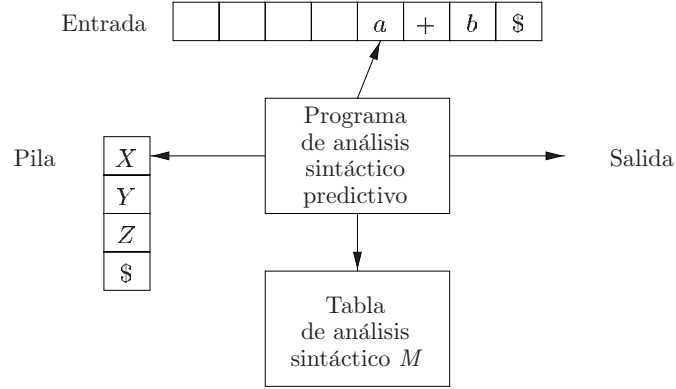 Entrada a + b $
Programa
de análisis
sintáctico
predictivo
Pila
X
Y
Z
$
Salida
Tabla
de análisis
sintáctico M